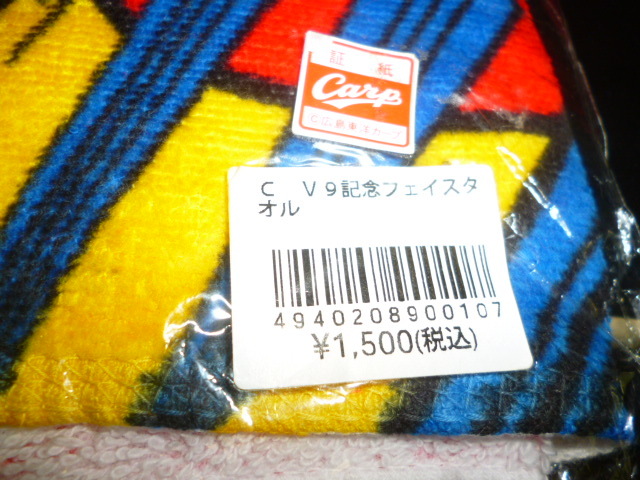 証 紙
Carp
C広島東洋カープ
C V9記念フェイスタ
オル
4940208900107
¥1,500(税込)